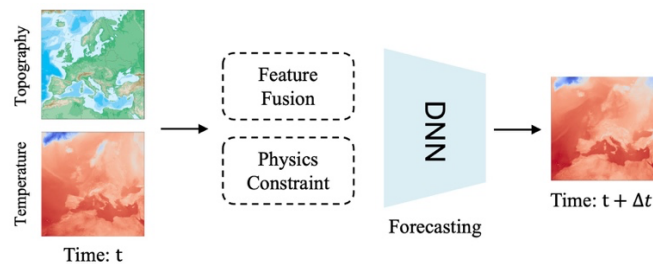 Topography
Temperature
Time: t
Feature
Fusion
Physics
Constraint
DNN
Forecasting
Time: t + Δt